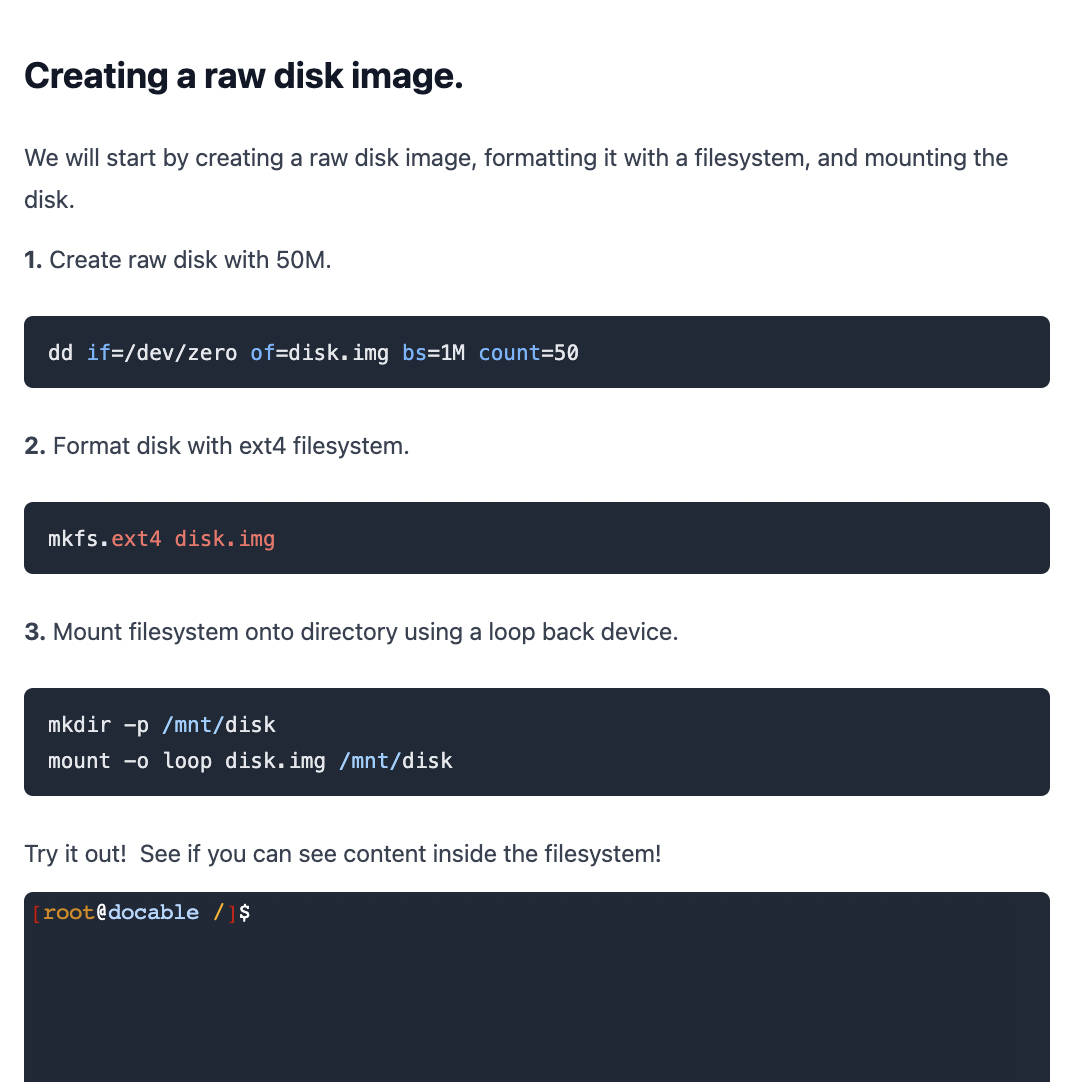 Creating a raw disk image.
We will start by creating a raw disk image, formatting it with a filesystem, and mounting the
disk.
1. Create raw disk with 50M.
dd if=/dev/zero of=disk.img bs=1M count=50
2. Format disk with ext4 filesystem.
mkfs.ext4 disk.img
3. Mount filesystem onto directory using a loop back device.
mkdir -p /mnt/disk
mount -o loop disk.img /mnt/disk
Try it out!  See if you can see content inside the filesystem!
[root@docable /]$